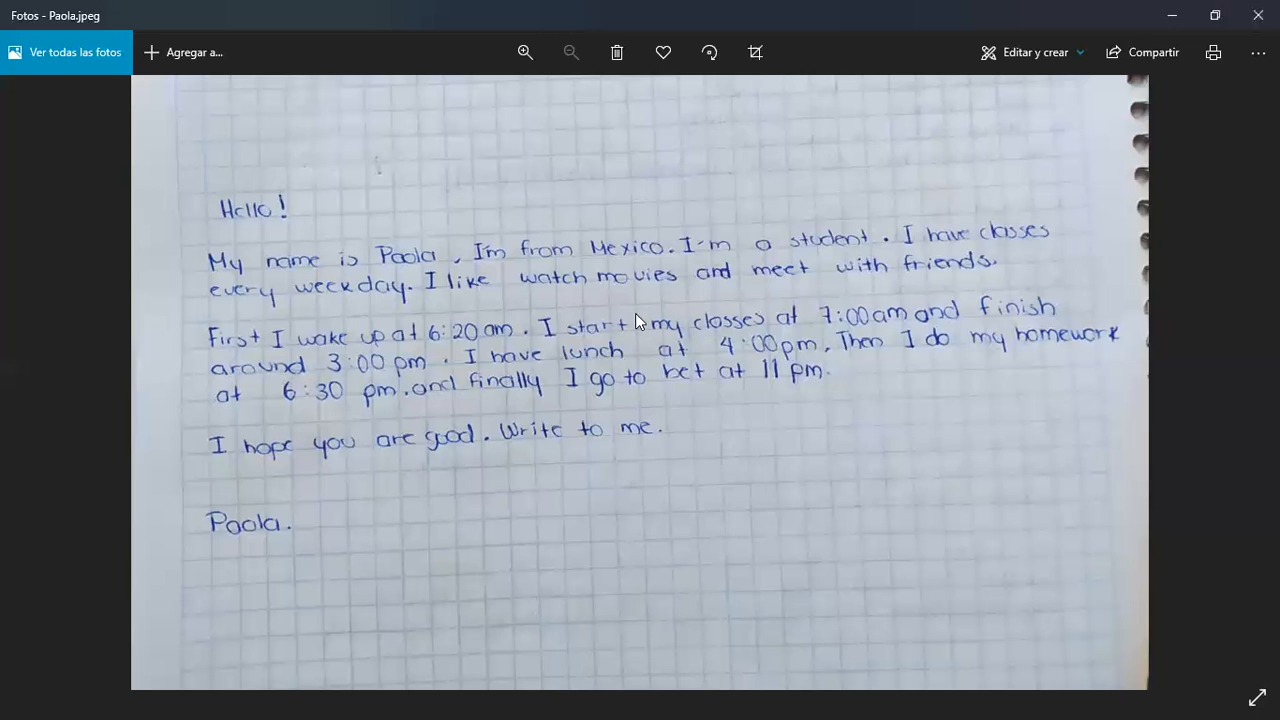 Fotos - Paola.jpeg
Ver todas las fotos
Agregar a...
Editar y crear
Compartir
Hello!
My name is Paola, I'm from Mexico. I'm a student. I have classes
every weekday. I like watch movies and meet with friends.
First I wake up at 6:20 am. I start my classes at 7:00am and finish
around 3:00 pm. I have lunch at 4:00pm, Then I do my homework
at 6:30 pm. and finally I go to bet at 11 pm.
I hope you are good. Write to me.
Paola.